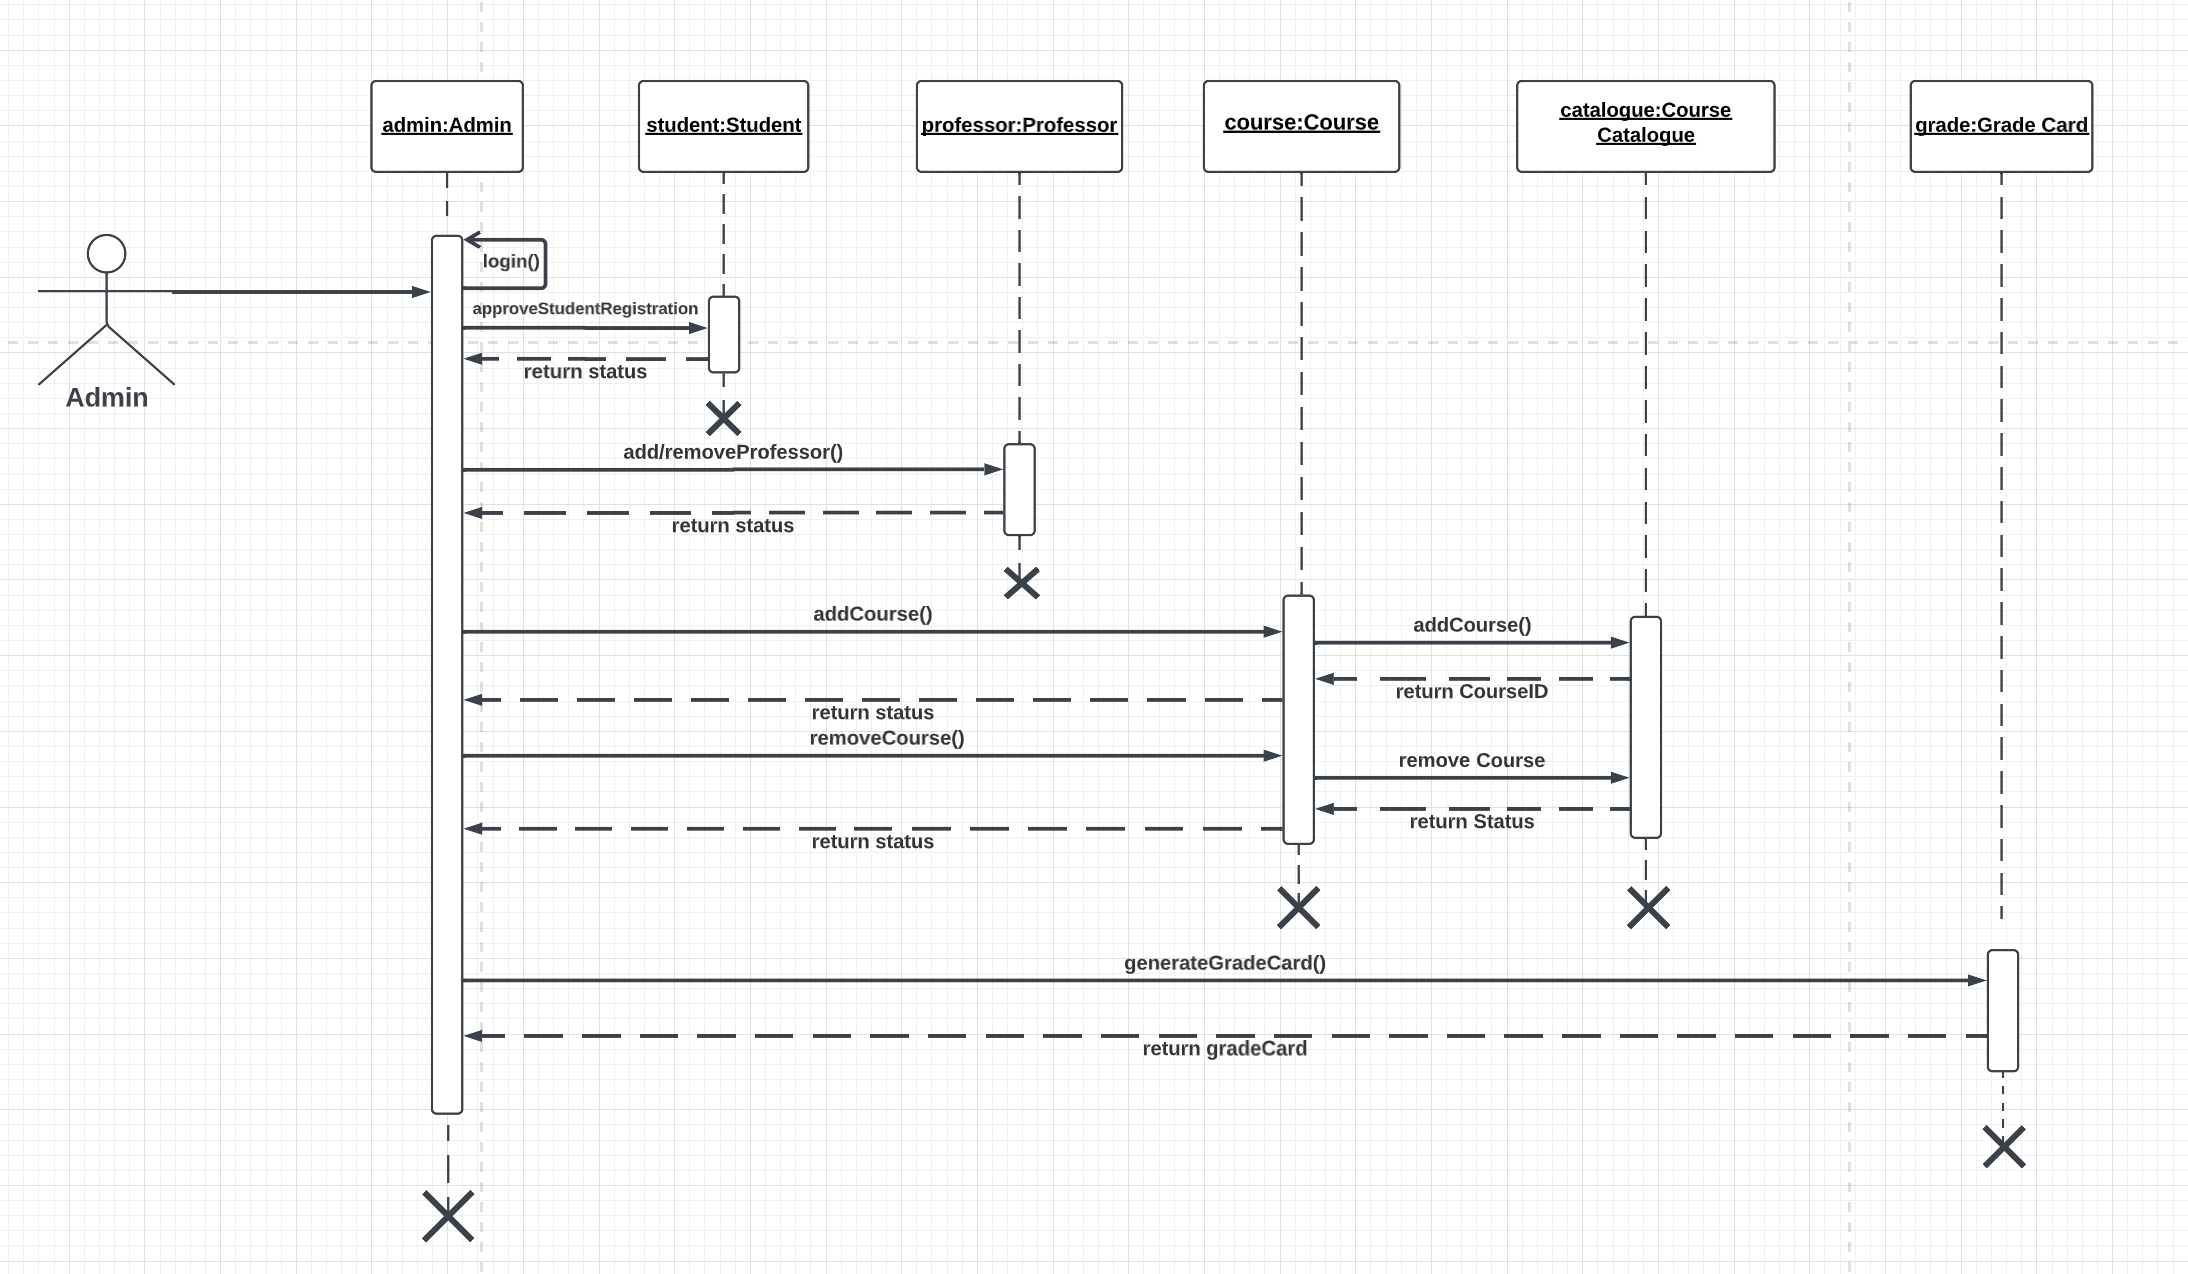 admin:Admin
student:Student
professor:Professor
course:Course
catalogue:Course
Catalogue
grade:Grade Card
login()
approveStudentRegistration
return status
Admin
add/removeProfessor()
return status
addCourse()
addCourse()
return CourseID
return status
removeCourse()
remove Course
return Status
return status
generateGradeCard()
return gradeCard